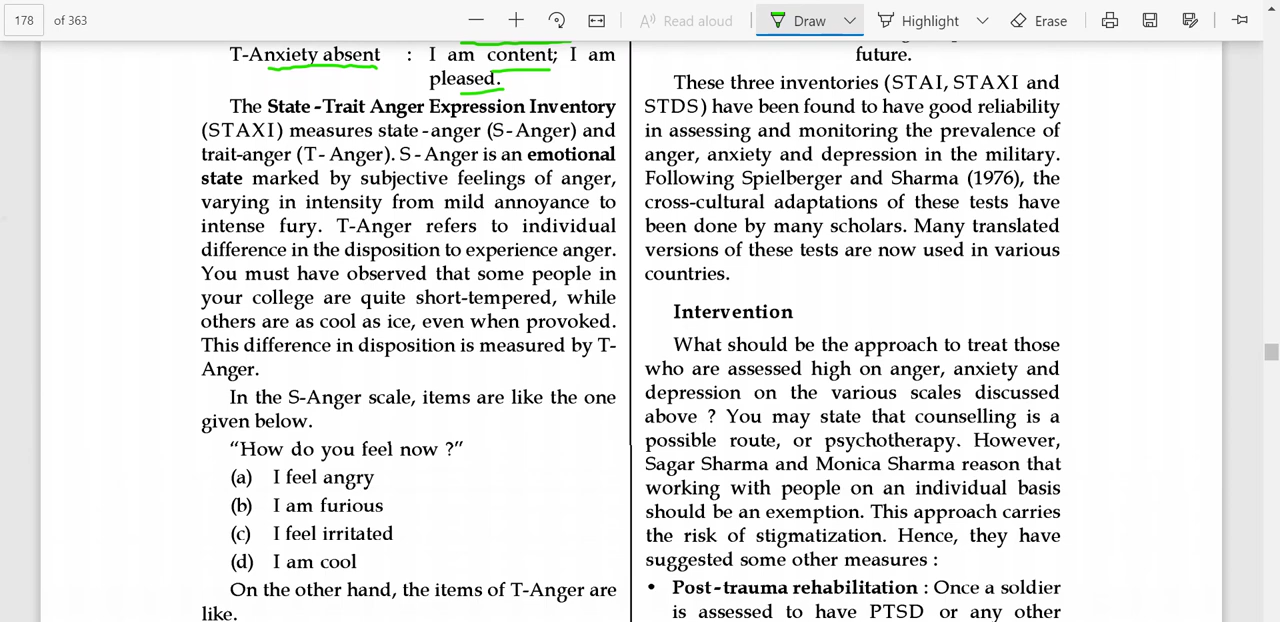 178 of 363 Read aloud Draw Highlight Erase
T-Anxiety absent : I am content; I am
pleased.
The State-Trait Anger Expression Inventory
(STAXI) measures state-anger (S-Anger) and
trait-anger (T- Anger). S - Anger is an emotional
state marked by subjective feelings of anger,
varying in intensity from mild annoyance to
intense fury. T-Anger refers to individual
difference in the disposition to experience anger.
You must have observed that some people in
your college are quite short-tempered, while
others are as cool as ice, even when provoked.
This difference in disposition is measured by T-
Anger.
In the S-Anger scale, items are like the one
given below.
“How do you feel now ?”
(a) I feel angry
(b) I am furious
(c) I feel irritated
(d) I am cool
On the other hand, the items of T-Anger are
like.
future.
These three inventories (STAI, STAXI and
STDS) have been found to have good reliability
in assessing and monitoring the prevalence of
anger, anxiety and depression in the military.
Following Spielberger and Sharma (1976), the
cross-cultural adaptations of these tests have
been done by many scholars. Many translated
versions of these tests are now used in various
countries.
Intervention
What should be the approach to treat those
who are assessed high on anger, anxiety and
depression on the various scales discussed
above ? You may state that counselling is a
possible route, or psychotherapy. However,
Sagar Sharma and Monica Sharma reason that
working with people on an individual basis
should be an exemption. This approach carries
the risk of stigmatization. Hence, they have
suggested some other measures :
• Post-trauma rehabilitation : Once a soldier
is assessed to have PTSD or any other